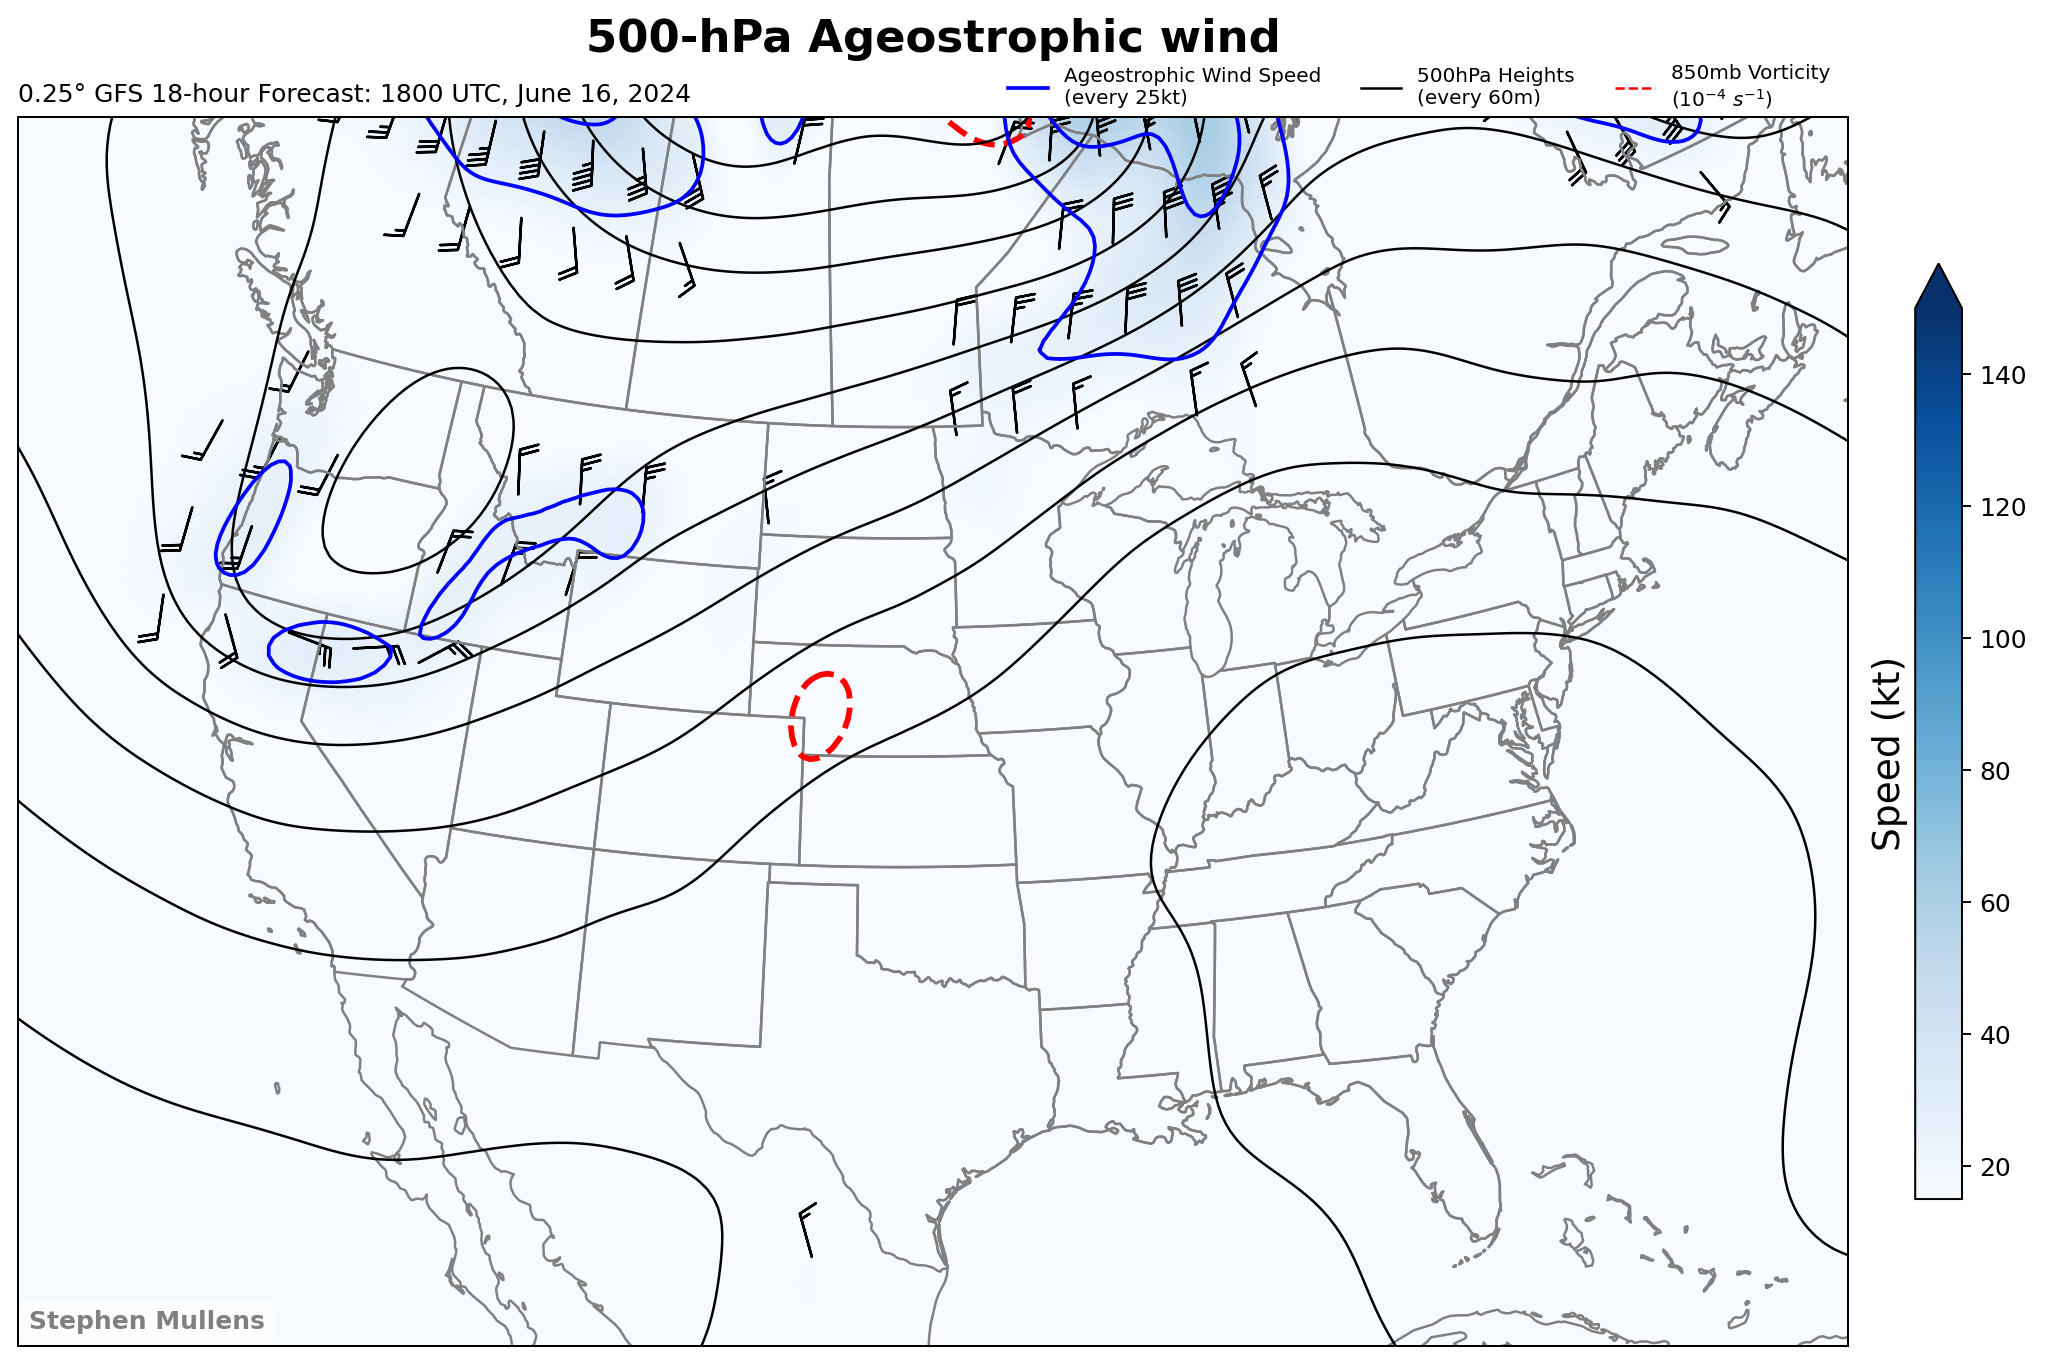 500-hPa Ageostrophic wind
0.25° GFS 18-hour Forecast: 1800 UTC, June 16, 2024
Ageostrophic Wind Speed
(every 25kt)
500hPa Heights
(every 60m)
850mb Vorticity
(10⁻⁴ s⁻¹)
140
120
100
80
60
40
20
Speed (kt)
Stephen Mullens